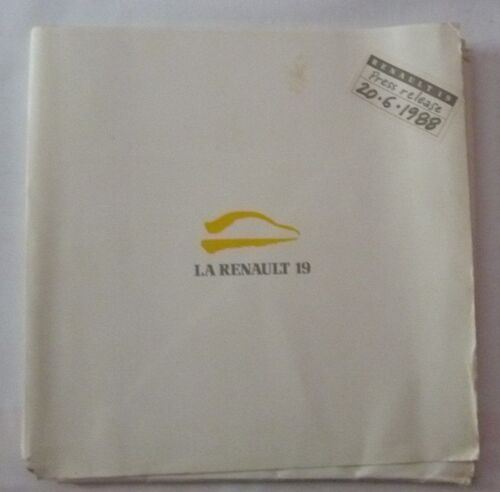 RENAULT 19
Press release
20.6.1988
LA RENAULT 19